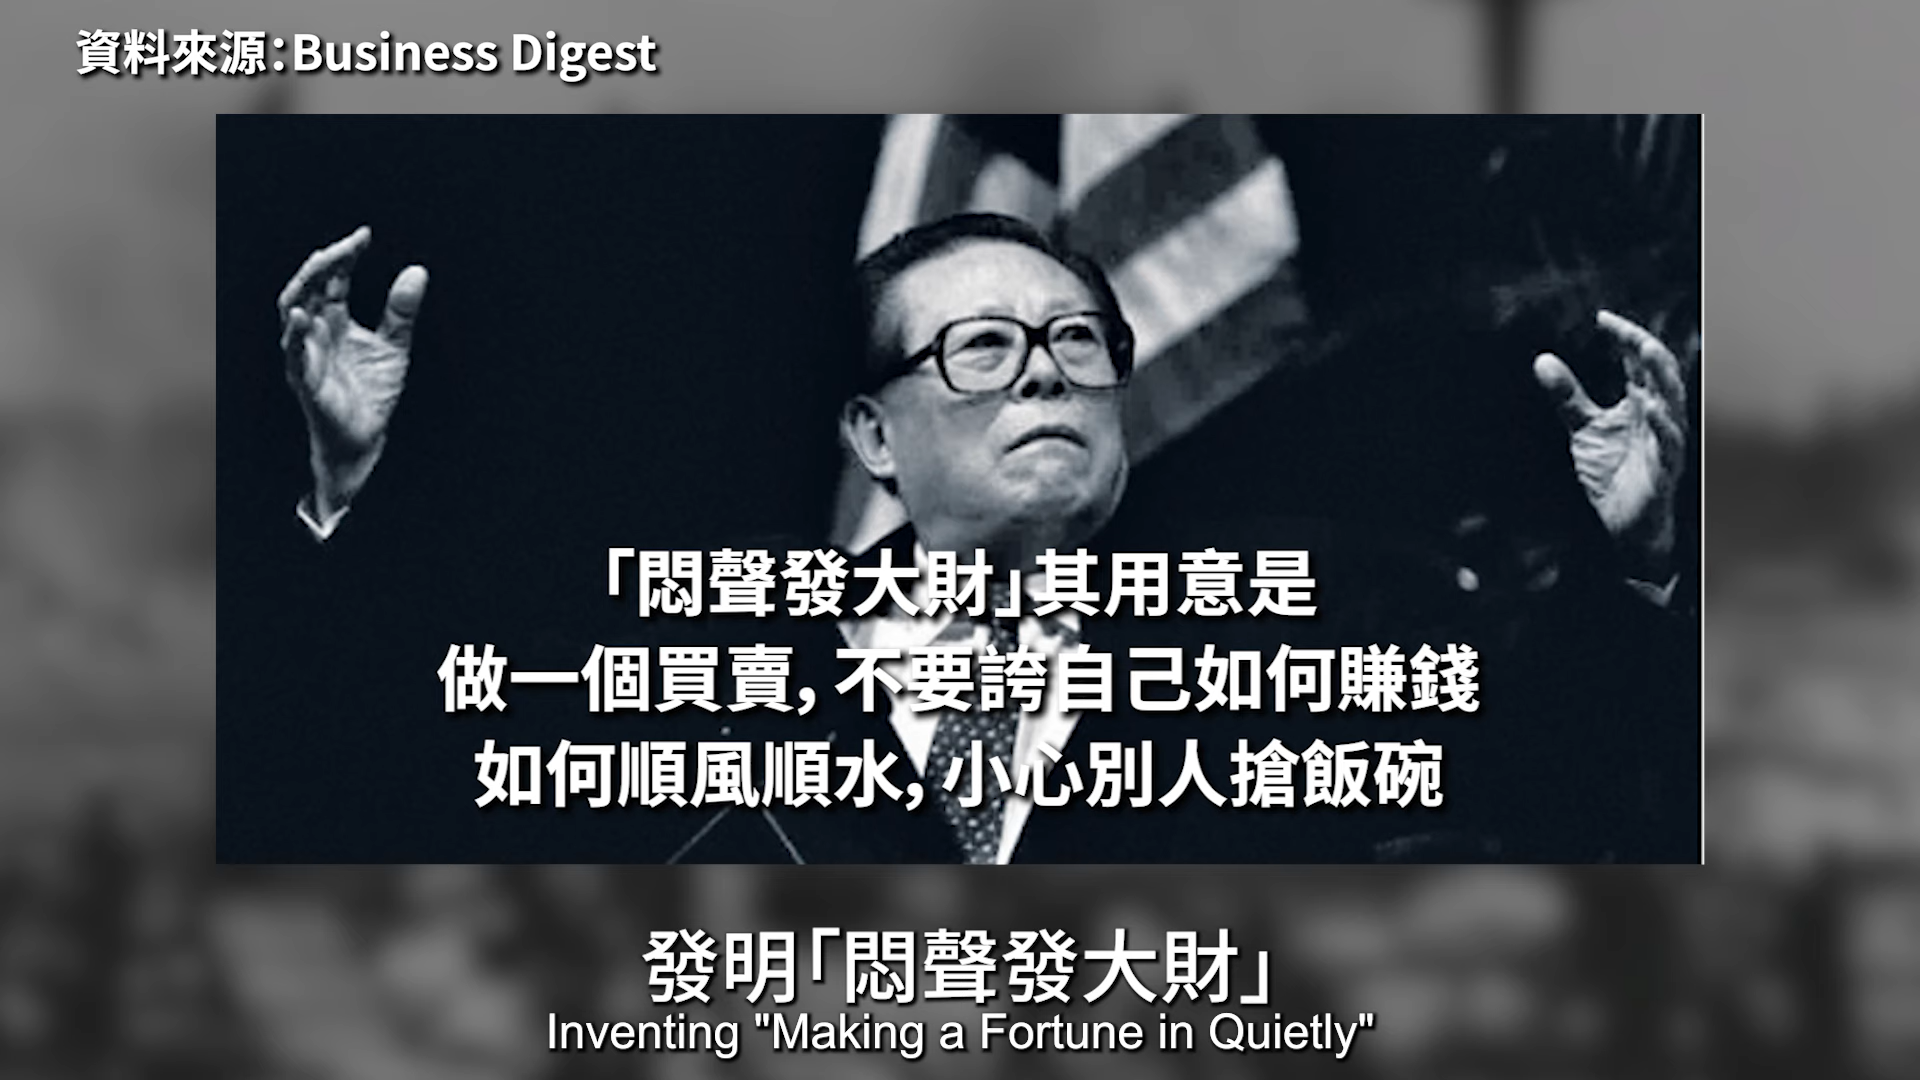 資料來源：Business Digest
「悶聲發大財」其用意是
做一個買賣，不要誇自己如何賺錢
如何順風順水，小心別人搶飯碗
發明「悶聲發大財」
Inventing "Making a Fortune in Quietly"